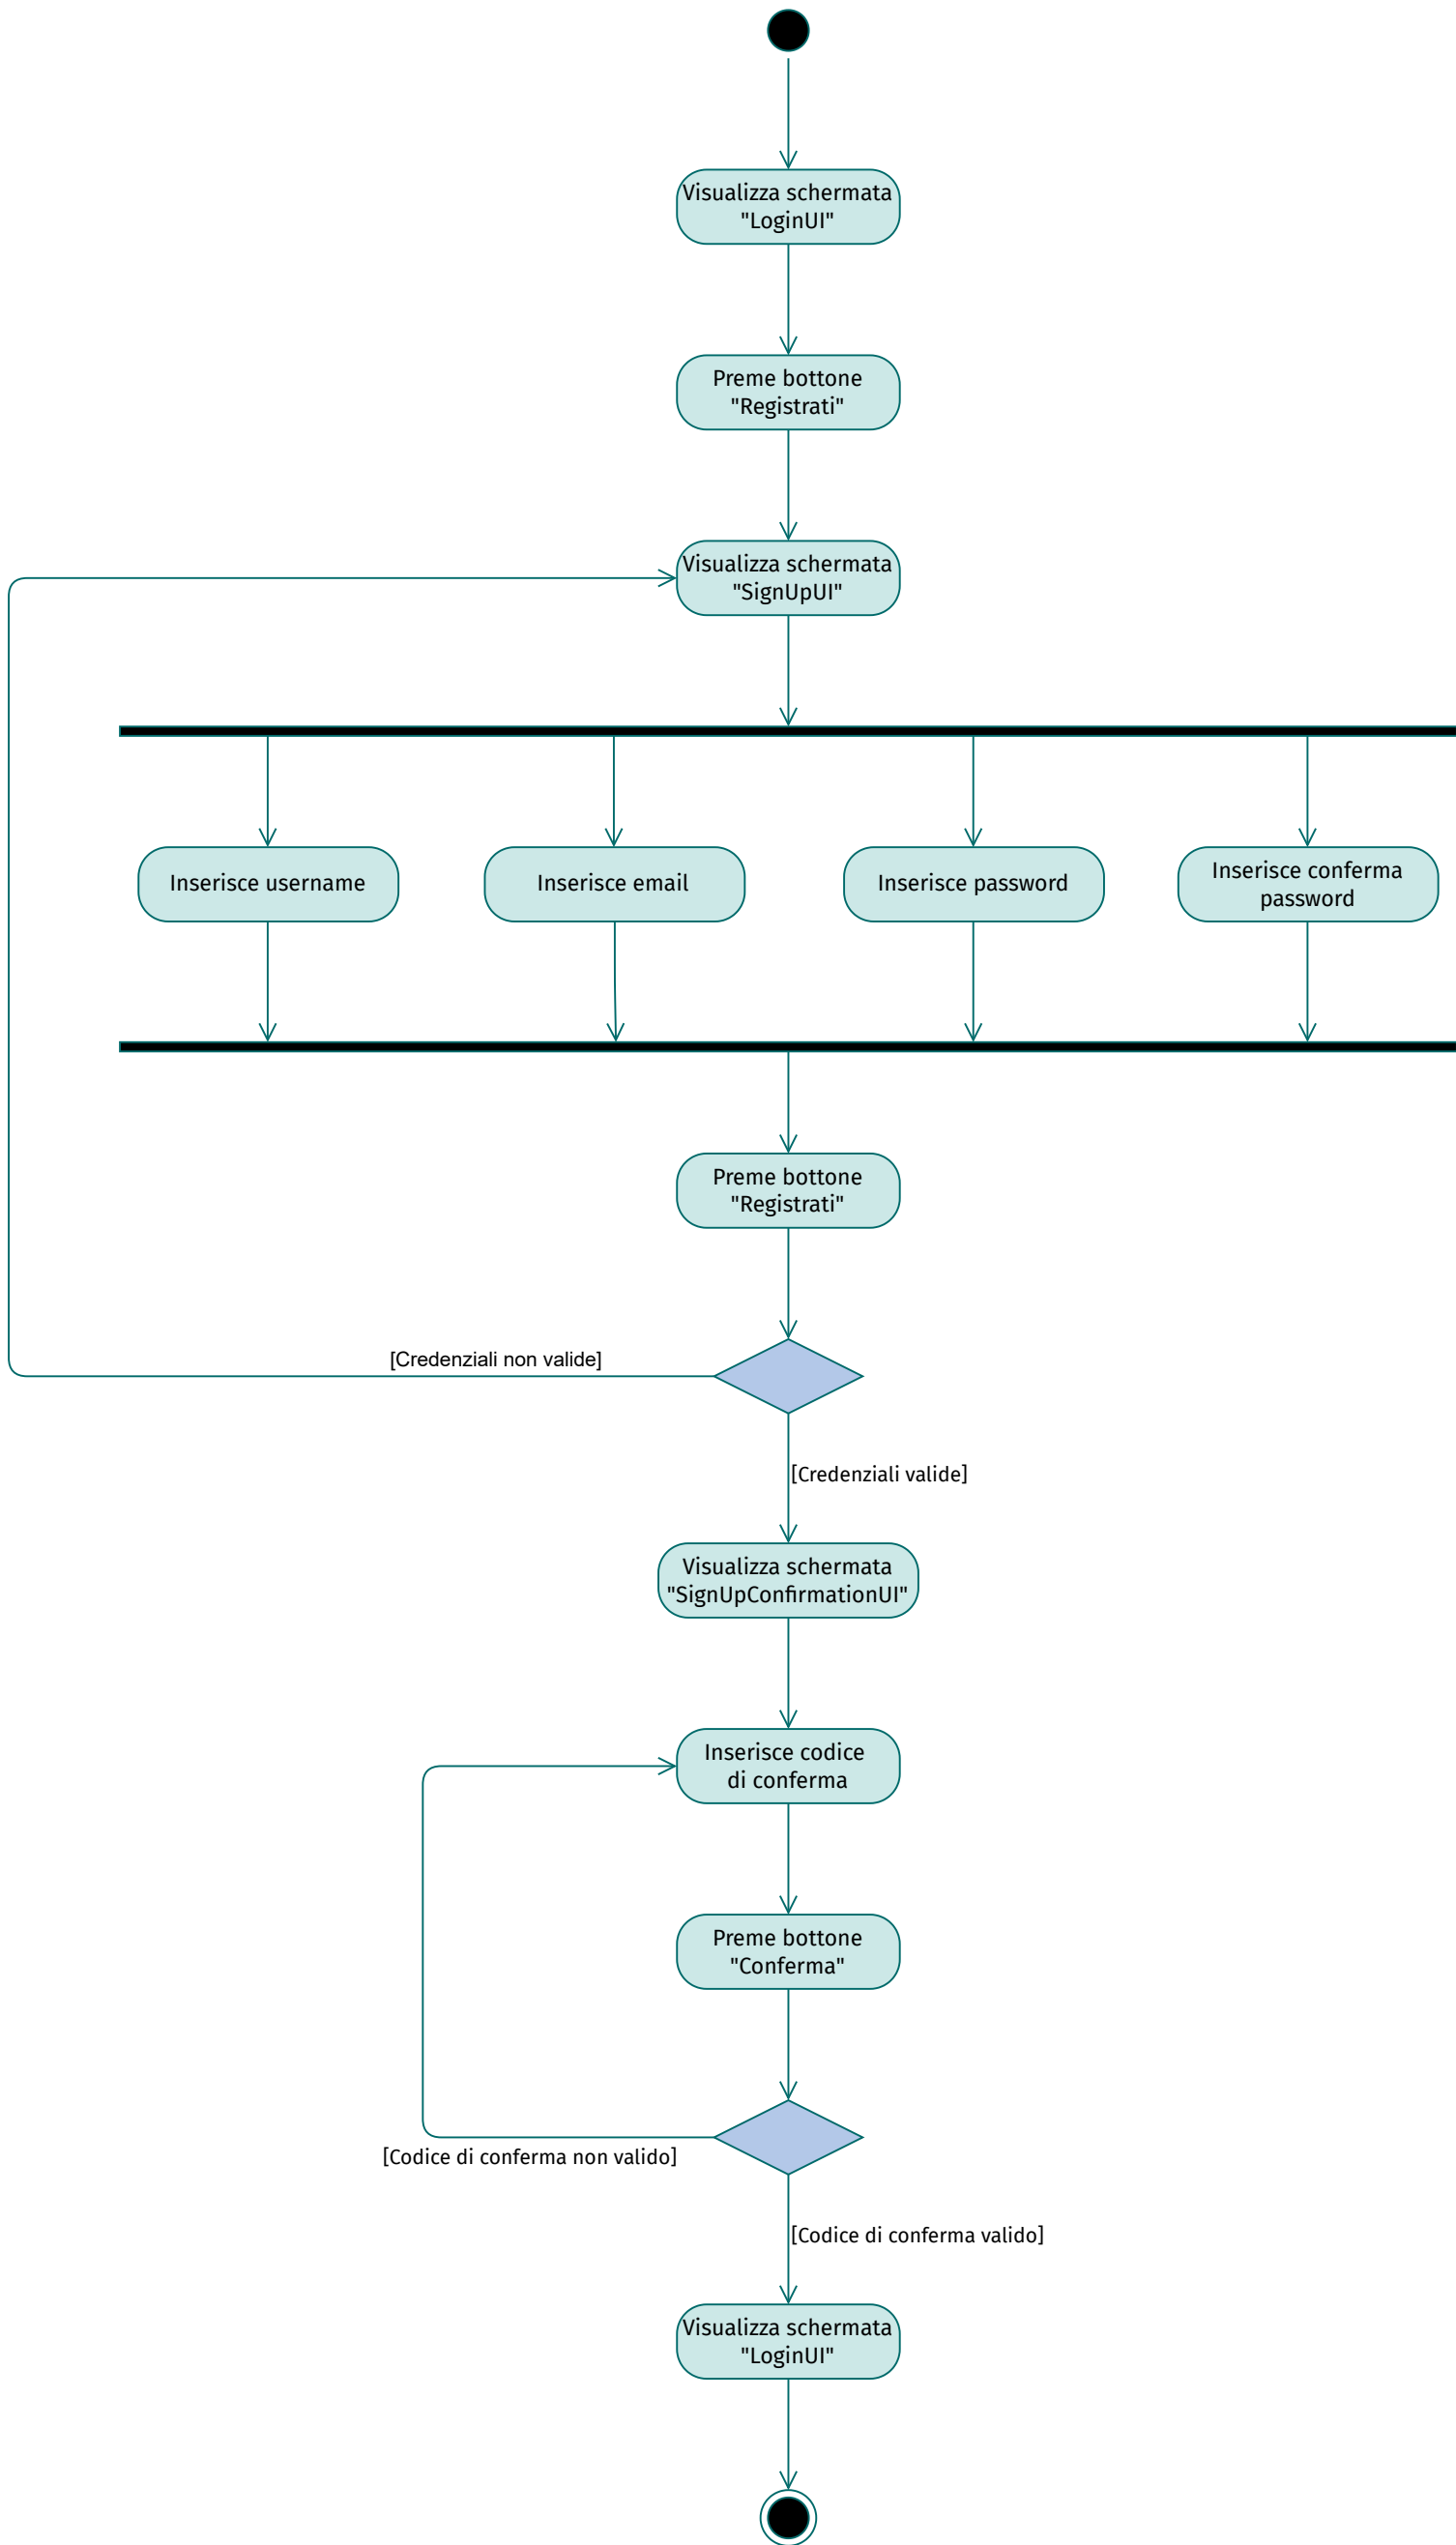 Visualizza schermata
"LoginUI"
Preme bottone
"Registrati"
Visualizza schermata
"SignUpUI"
Inserisce username
Inserisce email
Inserisce password
Inserisce conferma
password
Preme bottone
"Registrati"
[Credenziali non valide]
[Credenziali valide]
Visualizza schermata
"SignUpConfirmationUI"
Inserisce codice
di conferma
Preme bottone
"Conferma"
[Codice di conferma non valido]
[Codice di conferma valido]
Visualizza schermata
"LoginUI"